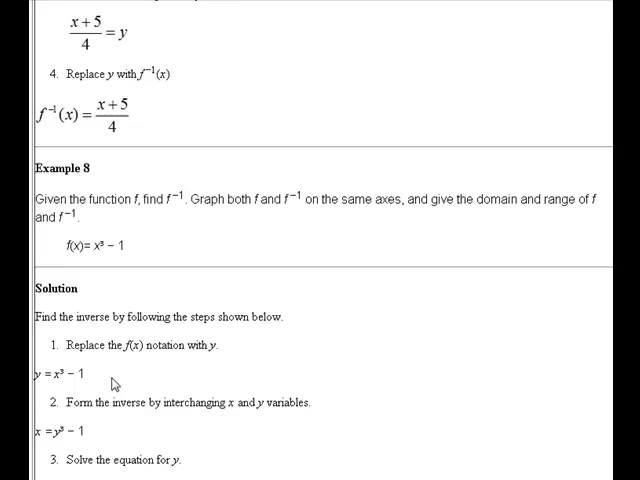 x + 5
4
= y
4. Replace y with f⁻¹(x)
f⁻¹(x) = x + 5
4
Example 8
Given the function f, find f⁻¹. Graph both f and f⁻¹ on the same axes, and give the domain and range of f
and f⁻¹.
f(x)= x³ − 1
Solution
Find the inverse by following the steps shown below.
1. Replace the f(x) notation with y.
y = x³ − 1
2. Form the inverse by interchanging x and y variables.
x = y³ − 1
3. Solve the equation for y.